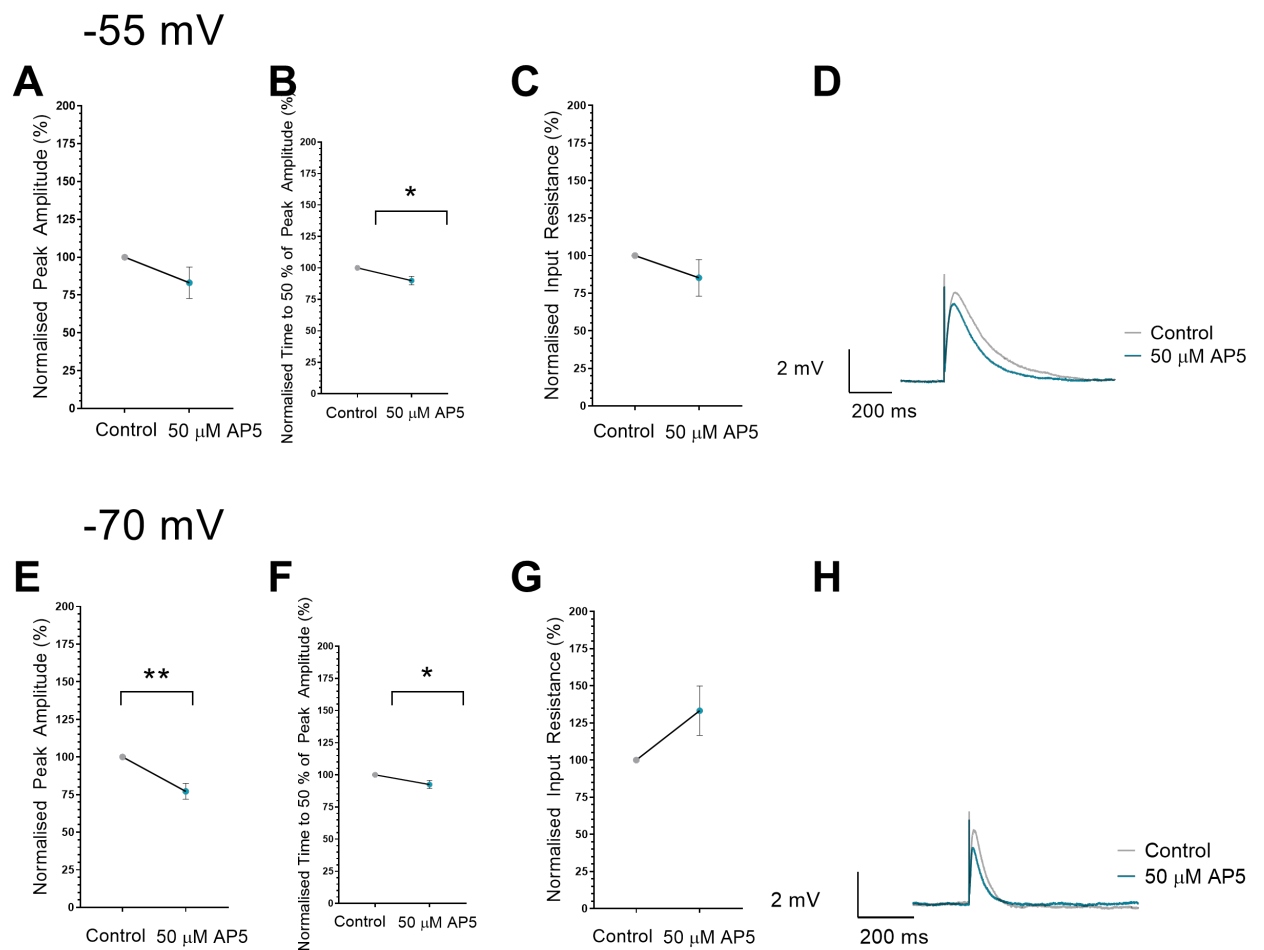 -55 mV
A
B
C
D
Normalised Peak Amplitude (%)
200
175
150
125
100
75
50
25
0
Control 50 μM AP5
Normalised Time to 50 % of Peak Amplitude (%)
200
175
150
125
100
75
50
25
0
*
Control 50 μM AP5
Normalised Input Resistance (%)
200
175
150
125
100
75
50
25
0
Control 50 μM AP5
2 mV
200 ms
Control
50 μM AP5
-70 mV
E
F
G
H
Normalised Peak Amplitude (%)
200
175
150
125
100
75
50
25
0
**
Control 50 μM AP5
Normalised Time to 50 % of Peak Amplitude (%)
200
175
150
125
100
75
50
25
0
*
Control 50 μM AP5
Normalised Input Resistance (%)
200
175
150
125
100
75
50
25
0
Control 50 μM AP5
2 mV
200 ms
Control
50 μM AP5